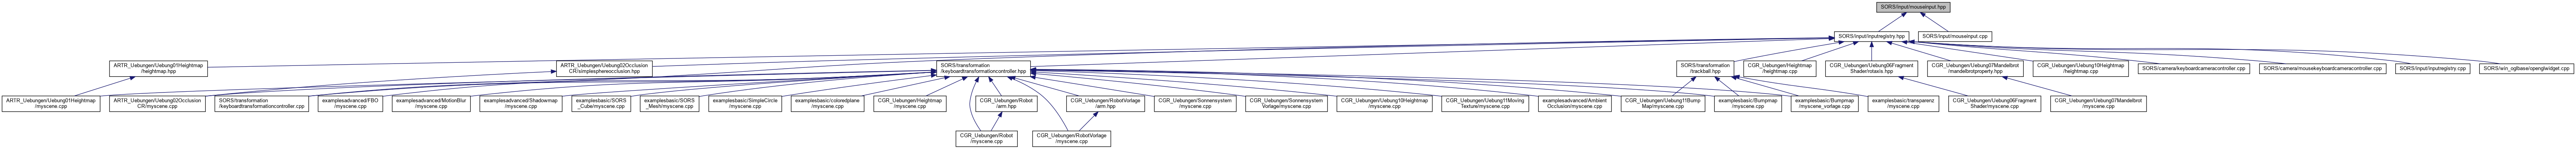 SORS/input/mouseinput.hpp
SORS/input/inputregistry.hpp
SORS/input/mouseinput.cpp
ARTR_Uebungen/Uebung01Heightmap
/heightmap.hpp
ARTR_Uebungen/Uebung02Occlusion
CR/simplesphereocclusion.hpp
SORS/transformation
/keyboardtransformationcontroller.hpp
SORS/transformation
/trackball.hpp
CGR_Uebungen/Heightmap
/heightmap.cpp
CGR_Uebungen/Uebung06Fragment
Shader/rotaxis.hpp
CGR_Uebungen/Uebung07Mandelbrot
/mandelbrotproperty.hpp
CGR_Uebungen/Uebung10Heightmap
/heightmap.cpp
SORS/camera/keyboardcameracontroller.cpp
SORS/camera/mousekeyboardcameracontroller.cpp
SORS/input/inputregistry.cpp
SORS/win_oglbase/openglwidget.cpp
ARTR_Uebungen/Uebung01Heightmap
/myscene.cpp
ARTR_Uebungen/Uebung02Occlusion
CR/myscene.cpp
SORS/transformation
/keyboardtransformationcontroller.cpp
examplesadvanced/FBO
/myscene.cpp
examplesadvanced/MotionBlur
/myscene.cpp
examplesadvanced/Shadowmap
/myscene.cpp
examplesbasic/SORS
_Cube/myscene.cpp
examplesbasic/SORS
_Mesh/myscene.cpp
examplesbasic/SimpleCircle
/myscene.cpp
examplesbasic/coloredplane
/myscene.cpp
CGR_Uebungen/Heightmap
/myscene.cpp
CGR_Uebungen/Robot
/arm.hpp
CGR_Uebungen/RobotVorlage
/arm.hpp
CGR_Uebungen/Sonnensystem
/myscene.cpp
CGR_Uebungen/Sonnensystem
Vorlage/myscene.cpp
CGR_Uebungen/Uebung10Heightmap
/myscene.cpp
CGR_Uebungen/Uebung11Moving
Texture/myscene.cpp
examplesadvanced/Ambient
Occlusion/myscene.cpp
CGR_Uebungen/Uebung11Bump
Map/myscene.cpp
examplesbasic/Bumpmap
/myscene.cpp
examplesbasic/Bumpmap
/myscene_vorlage.cpp
examplesbasic/transparenz
/myscene.cpp
CGR_Uebungen/Uebung06Fragment
Shader/myscene.cpp
CGR_Uebungen/Uebung07Mandelbrot
/myscene.cpp
CGR_Uebungen/Robot
/myscene.cpp
CGR_Uebungen/RobotVorlage
/myscene.cpp